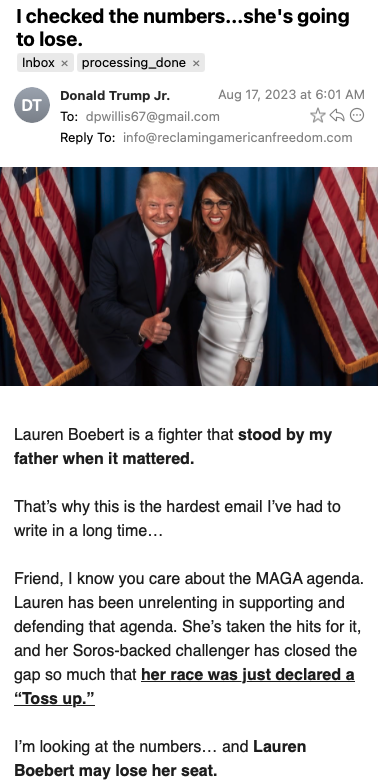 I checked the numbers...she's going
to lose.
Inbox × processing_done ×
DT
Donald Trump Jr.
Aug 17, 2023 at 6:01 AM
To: dpwillis67@gmail.com
Reply To: info@reclamingamericanfreedom.com
Lauren Boebert is a fighter that stood by my
father when it mattered.
That’s why this is the hardest email I’ve had to
write in a long time…
Friend, I know you care about the MAGA agenda.
Lauren has been unrelenting in supporting and
defending that agenda. She’s taken the hits for it,
and her Soros-backed challenger has closed the
gap so much that her race was just declared a
“Toss up.”
I’m looking at the numbers… and Lauren
Boebert may lose her seat.